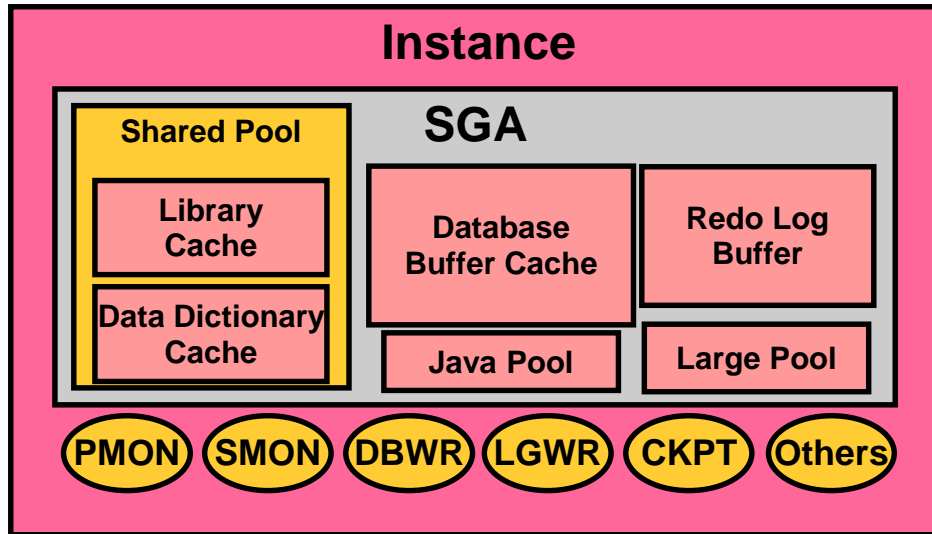 Instance
SGA
Shared Pool
Library
Cache
Data Dictionary
Cache
Database
Buffer Cache
Redo Log
Buffer
Java Pool
Large Pool
PMON
SMON
DBWR
LGWR
CKPT
Others